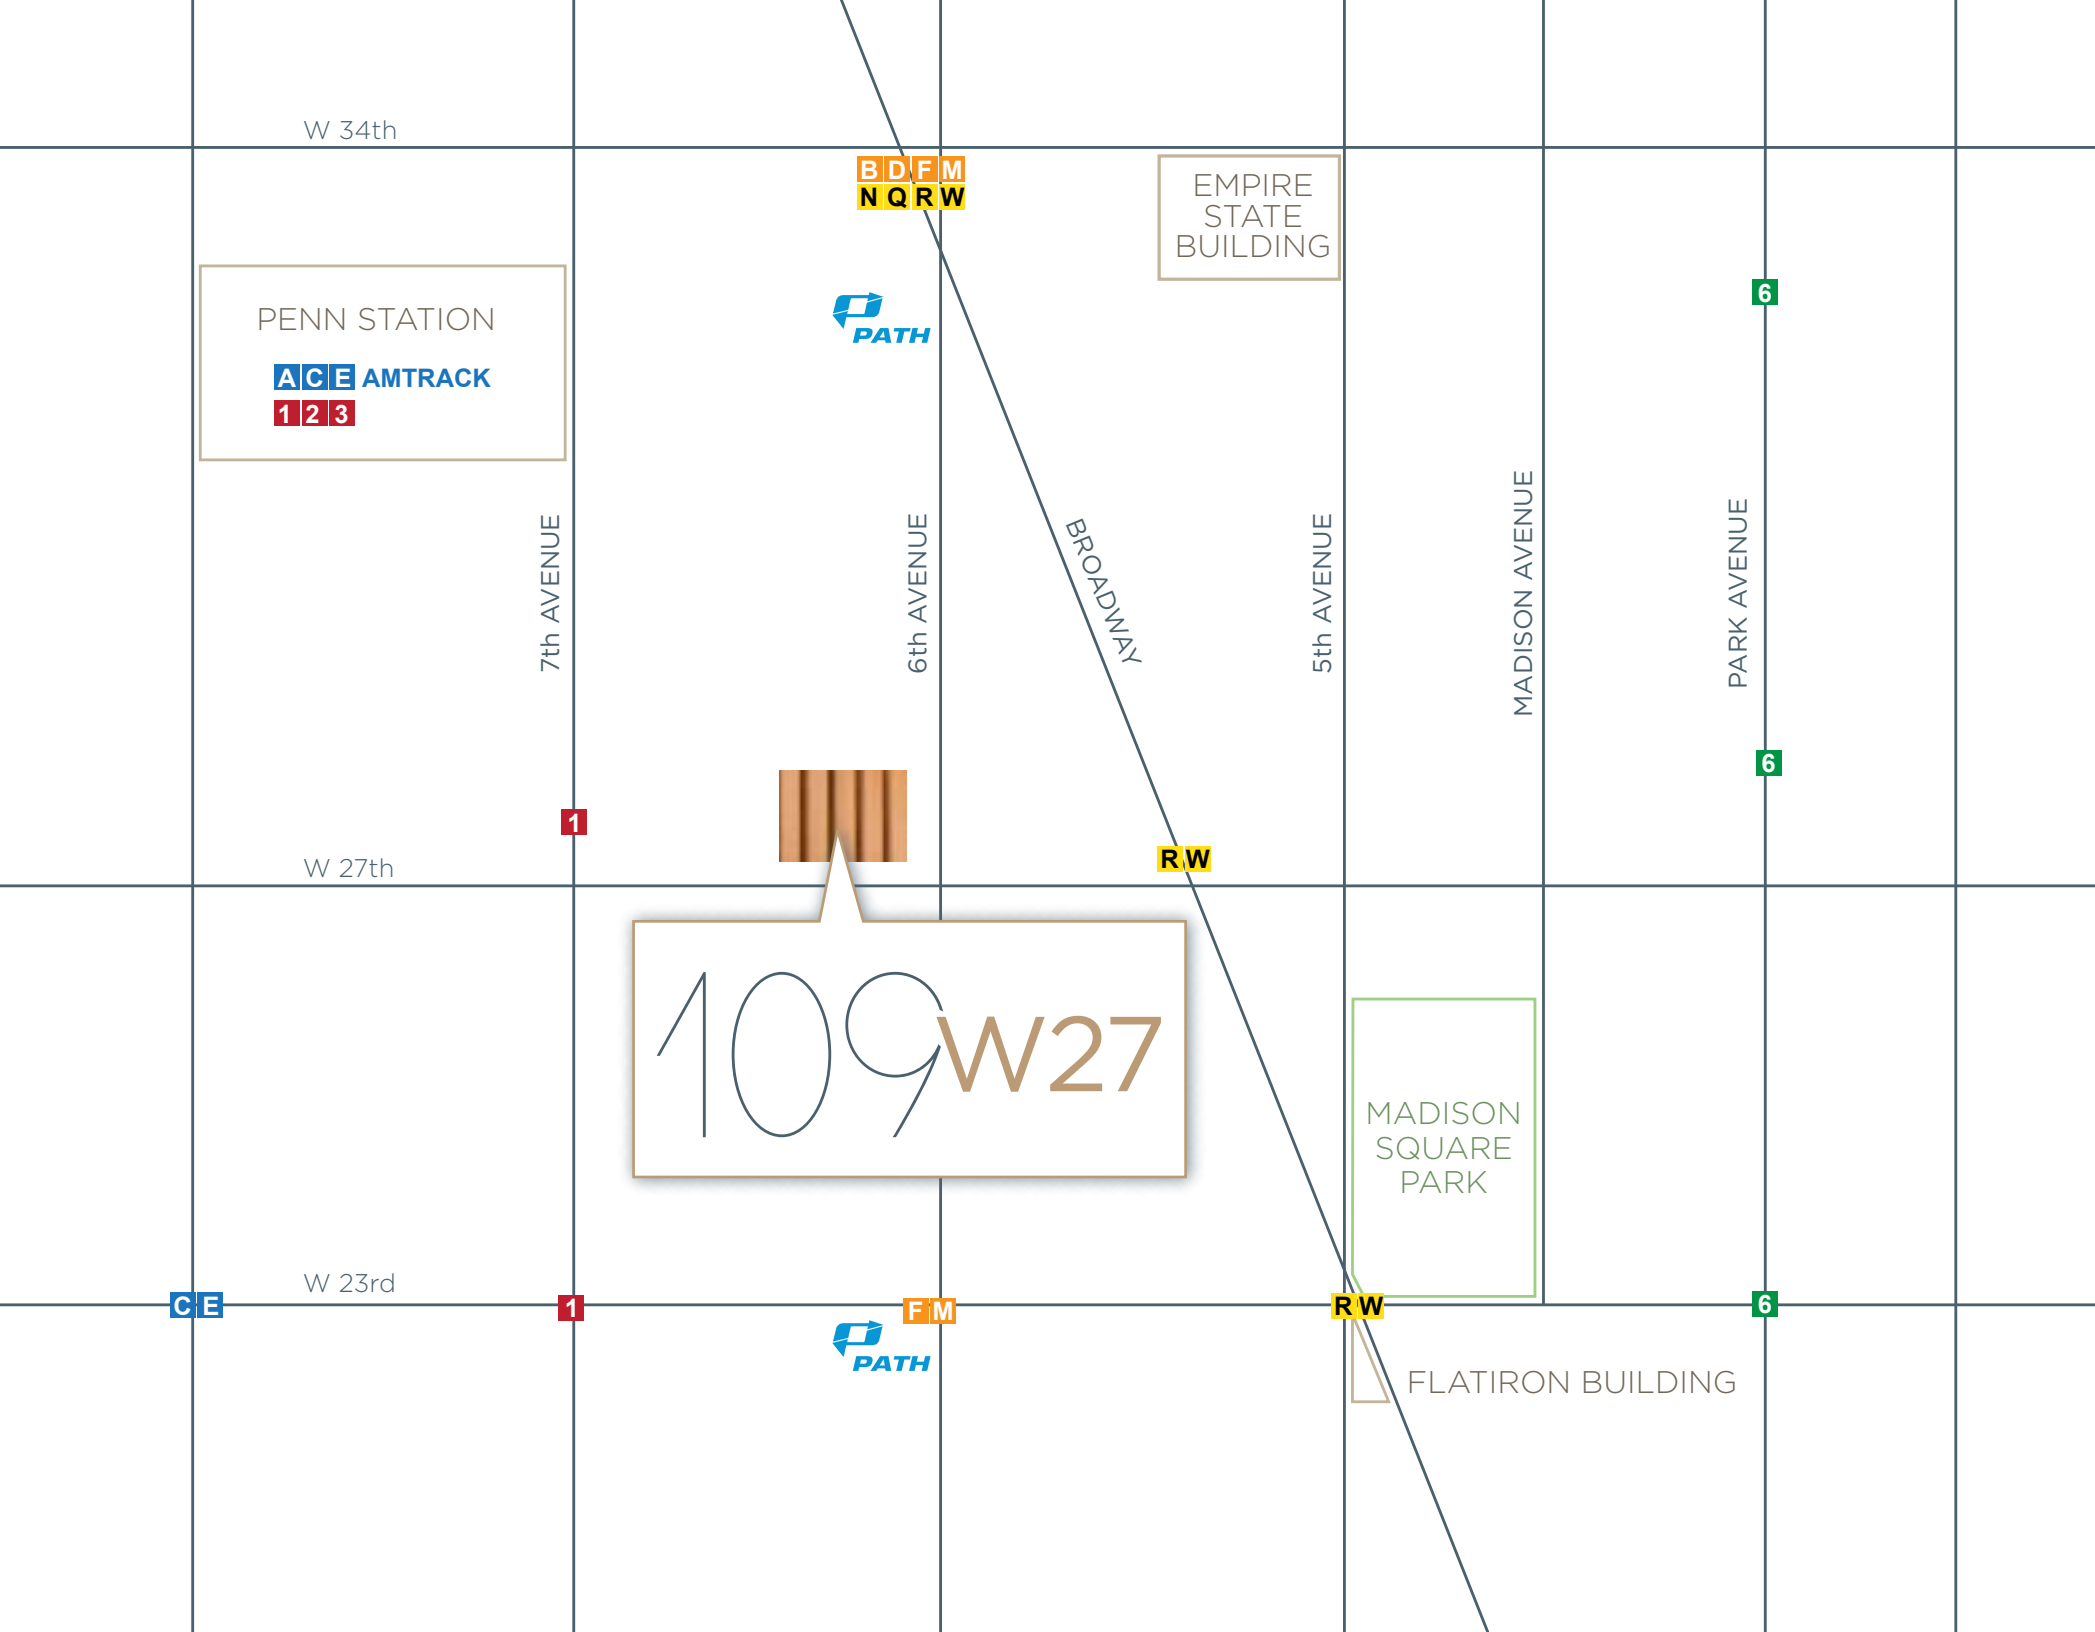 W 34th
B D F M
N Q R W
EMPIRE
STATE
BUILDING
6
PATH
PENN STATION
A C E AMTRACK
1 2 3
7th AVENUE
6th AVENUE
BROADWAY
5th AVENUE
MADISON AVENUE
PARK AVENUE
6
1
W 27th
R W
109W27
MADISON
SQUARE
PARK
W 23rd
C E
1
F M
R W
6
PATH
FLATIRON BUILDING